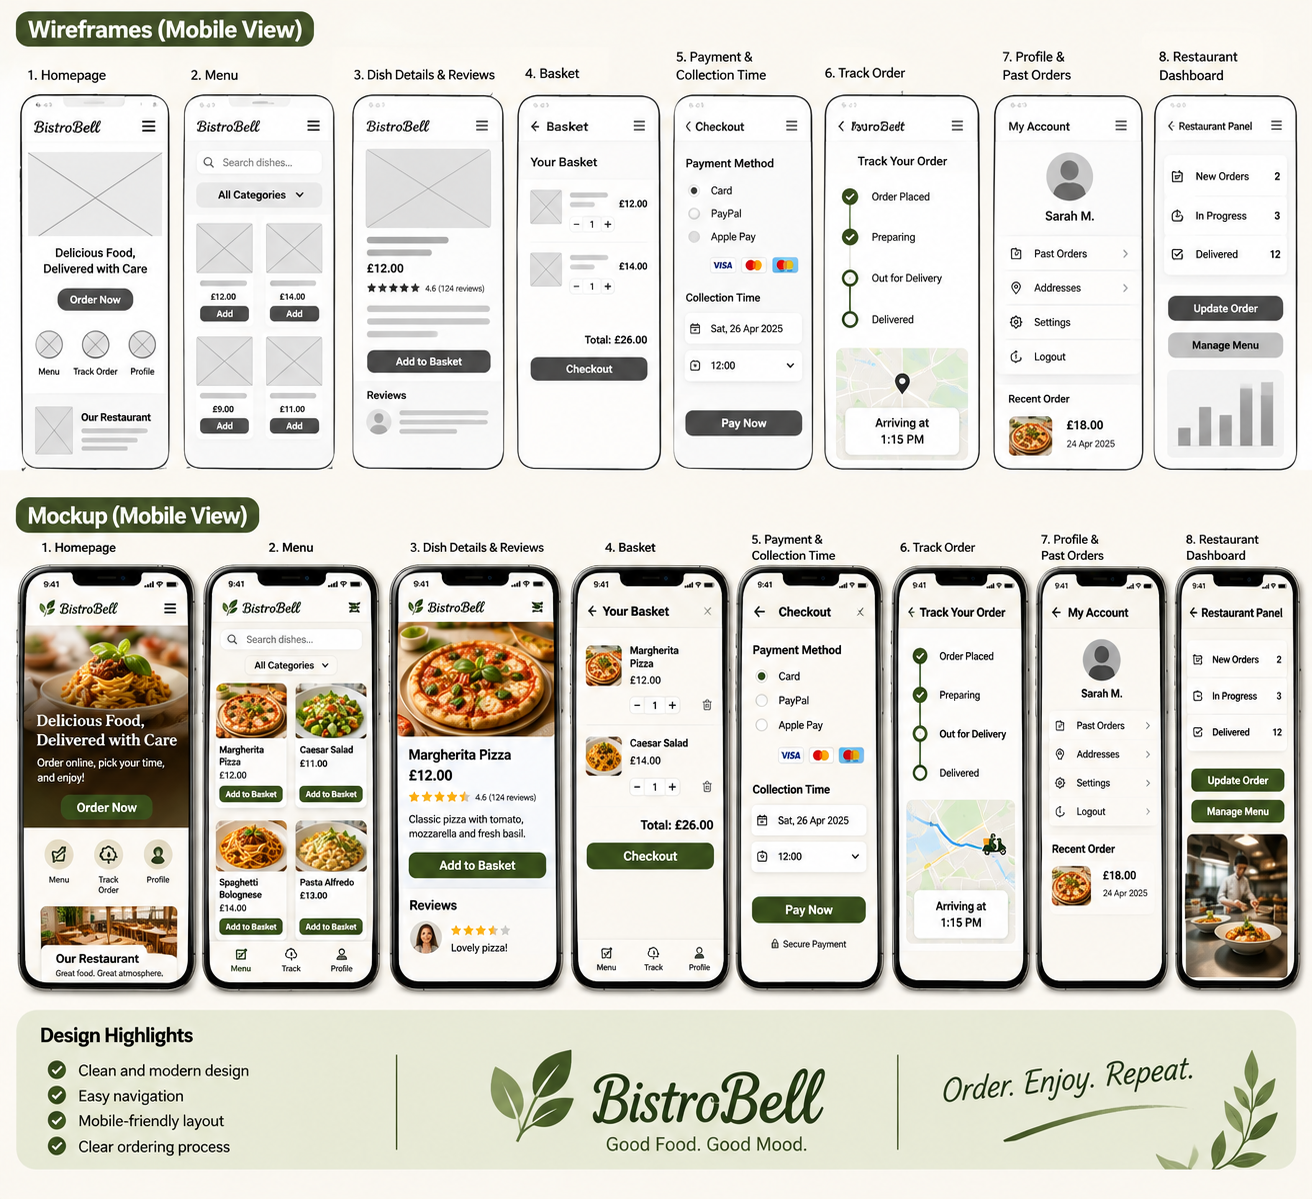 Wireframes (Mobile View)
1. Homepage
2. Menu
3. Dish Details & Reviews
4. Basket
5. Payment &
Collection Time
6. Track Order
7. Profile &
Past Orders
8. Restaurant
Dashboard
BistroBell
Delicious Food,
Delivered with Care
Order Now
Menu
Track Order
Profile
Our Restaurant
BistroBell
Search dishes...
All Categories
£12.00
£14.00
Add
Add
£9.00
£11.00
Add
Add
BistroBell
£12.00
4.6 (124 reviews)
Add to Basket
Reviews
Basket
Your Basket
£12.00
1
£14.00
1
Total: £26.00
Checkout
Checkout
Payment Method
Card
PayPal
Apple Pay
VISA
Collection Time
Sat, 26 Apr 2025
12:00
Pay Now
Track Your Order
Order Placed
Preparing
Out for Delivery
Delivered
Arriving at
1:15 PM
My Account
Sarah M.
Past Orders
Addresses
Settings
Logout
Recent Order
£18.00
24 Apr 2025
Restaurant Panel
New Orders 2
In Progress 3
Delivered 12
Update Order
Manage Menu
Mockup (Mobile View)
1. Homepage
2. Menu
3. Dish Details & Reviews
4. Basket
5. Payment &
Collection Time
6. Track Order
7. Profile &
Past Orders
8. Restaurant
Dashboard
9:41
BistroBell
Delicious Food,
Delivered with Care
Order online, pick your time,
and enjoy!
Order Now
Menu
Track
Order
Profile
Our Restaurant
Great food. Great atmosphere.
9:41
BistroBell
Search dishes...
All Categories
Margherita
Pizza
£12.00
Add to Basket
Caesar Salad
£11.00
Add to Basket
Spaghetti
Bolognese
£14.00
Add to Basket
Pasta Alfredo
£13.00
Add to Basket
Menu
Track
Profile
9:41
BistroBell
Margherita Pizza
£12.00
4.6 (124 reviews)
Classic pizza with tomato,
mozzarella and fresh basil.
Add to Basket
Reviews
Lovely pizza!
9:41
Your Basket
Margherita
Pizza
£12.00
1
Caesar Salad
£14.00
1
Total: £26.00
Checkout
Menu
Track
Profile
9:41
Checkout
Payment Method
Card
PayPal
Apple Pay
VISA
Collection Time
Sat, 26 Apr 2025
12:00
Pay Now
Secure Payment
9:41
Track Your Order
Order Placed
Preparing
Out for Delivery
Delivered
Arriving at
1:15 PM
9:41
My Account
Sarah M.
Past Orders
Addresses
Settings
Logout
Recent Order
£18.00
24 Apr 2025
9:41
Restaurant Panel
New Orders 2
In Progress 3
Delivered 12
Update Order
Manage Menu
Design Highlights
Clean and modern design
Easy navigation
Mobile-friendly layout
Clear ordering process
BistroBell
Good Food. Good Mood.
Order. Enjoy. Repeat.